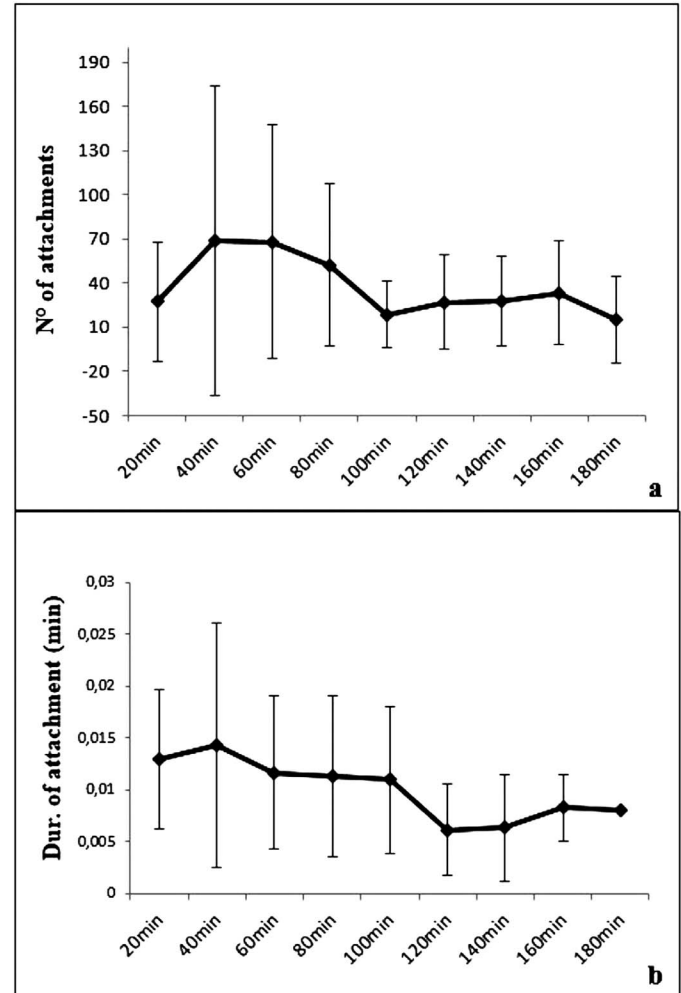 190
160
130
100
70
40
10
-20
-50
Nº of attachments
20min
40min
60min
80min
100min
120min
140min
160min
180min
a
0,03
0,025
0,02
0,015
0,01
0,005
0
Dur. of attachment (min)
20min
40min
60min
80min
100min
120min
140min
160min
180min
b